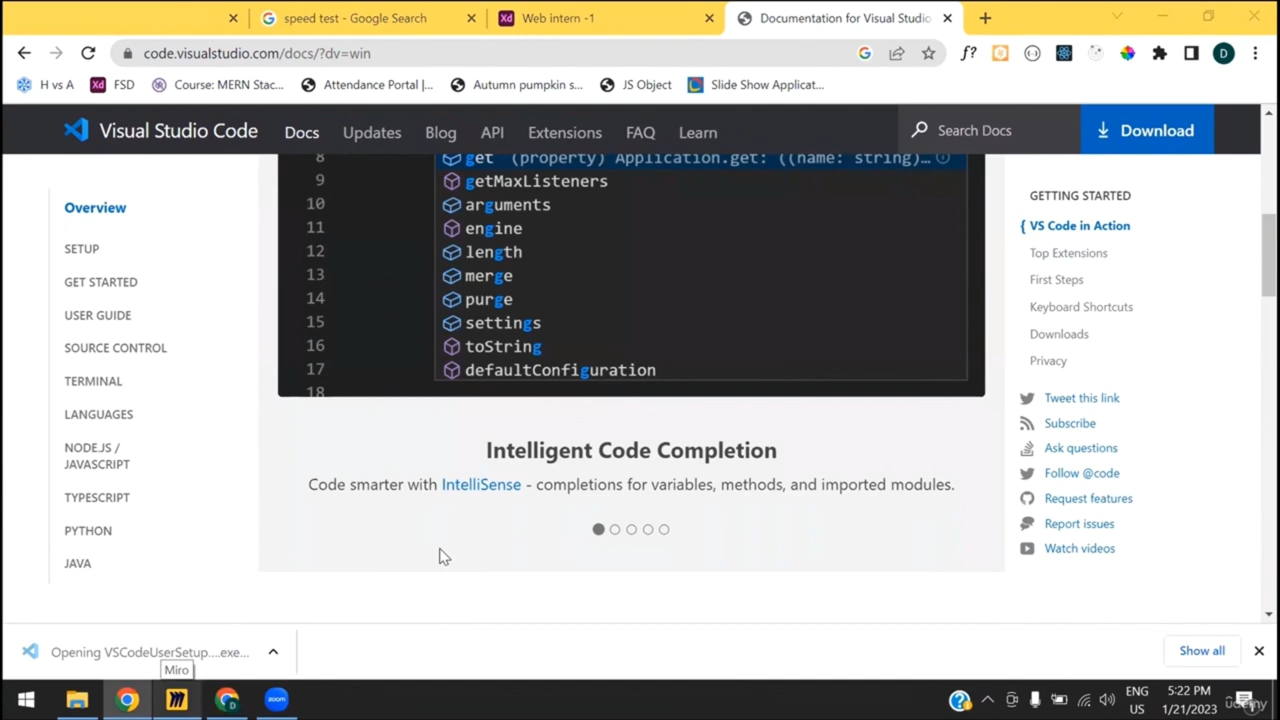 speed test - Google Search
Web intern -1
Documentation for Visual Studio
code.visualstudio.com/docs/?dv=win
f?
D
H vs A
FSD
Course: MERN Stac...
Attendance Portal |...
Autumn pumpkin s...
JS Object
Slide Show Applicat...
Visual Studio Code
Docs
Updates
Blog
API
Extensions
FAQ
Learn
Search Docs
Download
Overview
SETUP
GET STARTED
USER GUIDE
SOURCE CONTROL
TERMINAL
LANGUAGES
NODE.JS /
JAVASCRIPT
TYPESCRIPT
PYTHON
JAVA
8 get (property) Application.get: ((name: string)...
9 getMaxListeners
10 arguments
11 engine
12 length
13 merge
14 purge
15 settings
16 toString
17 defaultConfiguration
18
Intelligent Code Completion
Code smarter with IntelliSense - completions for variables, methods, and imported modules.
GETTING STARTED
VS Code in Action
Top Extensions
First Steps
Keyboard Shortcuts
Downloads
Privacy
Tweet this link
Subscribe
Ask questions
Follow @code
Request features
Report issues
Watch videos
Opening VSCodeUserSetup....exe...
Show all
Miro
zoom
ENG
US
5:22 PM
1/21/2023
udemy